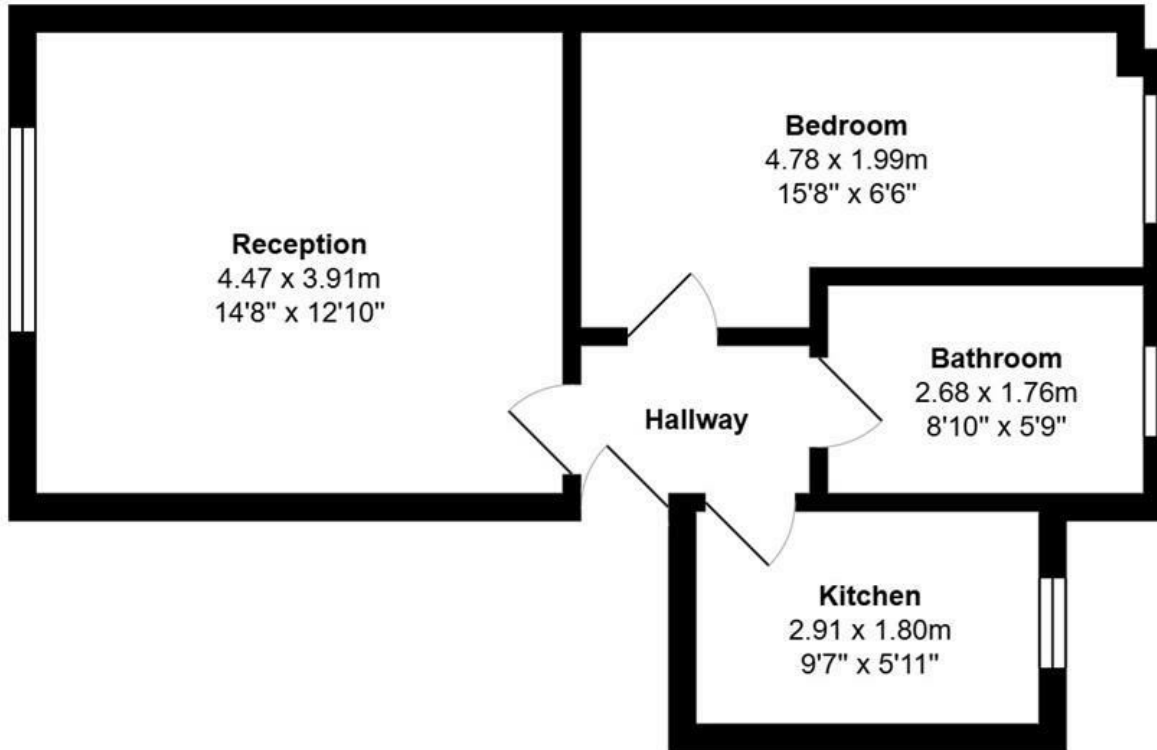 Bedroom
4.78 x 1.99m
15'8" x 6'6"
Reception
4.47 x 3.91m
14'8" x 12'10"
Bathroom
2.68 x 1.76m
8'10" x 5'9"
Hallway
Kitchen
2.91 x 1.80m
9'7" x 5'11"